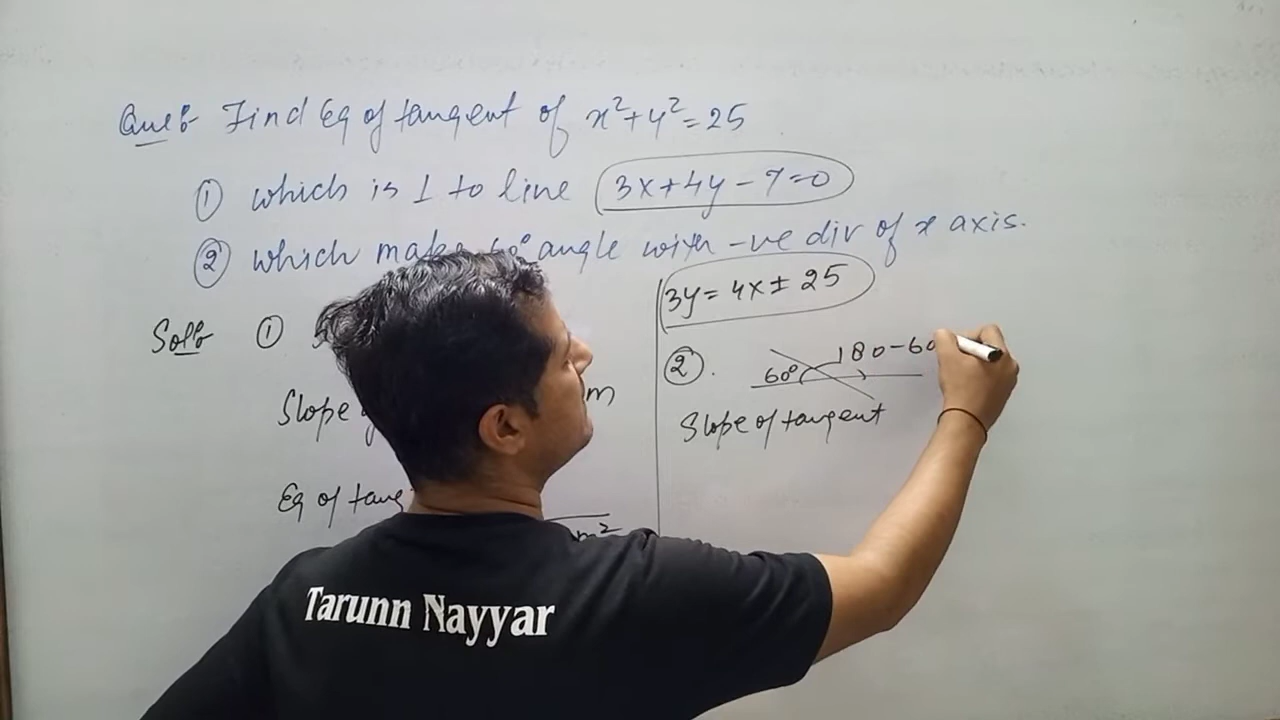 Ques Find Eq of tangent of x²+y²=25
① which is ⊥ to line 3x+4y-7=0
② which make 60° angle with -ve dir of x axis.
Solⁿ ①
Slope
m
Eq of tang
m²
3y = 4x ± 25
②.
60° 180-60
Slope of tangent
Tarunn Nayyar